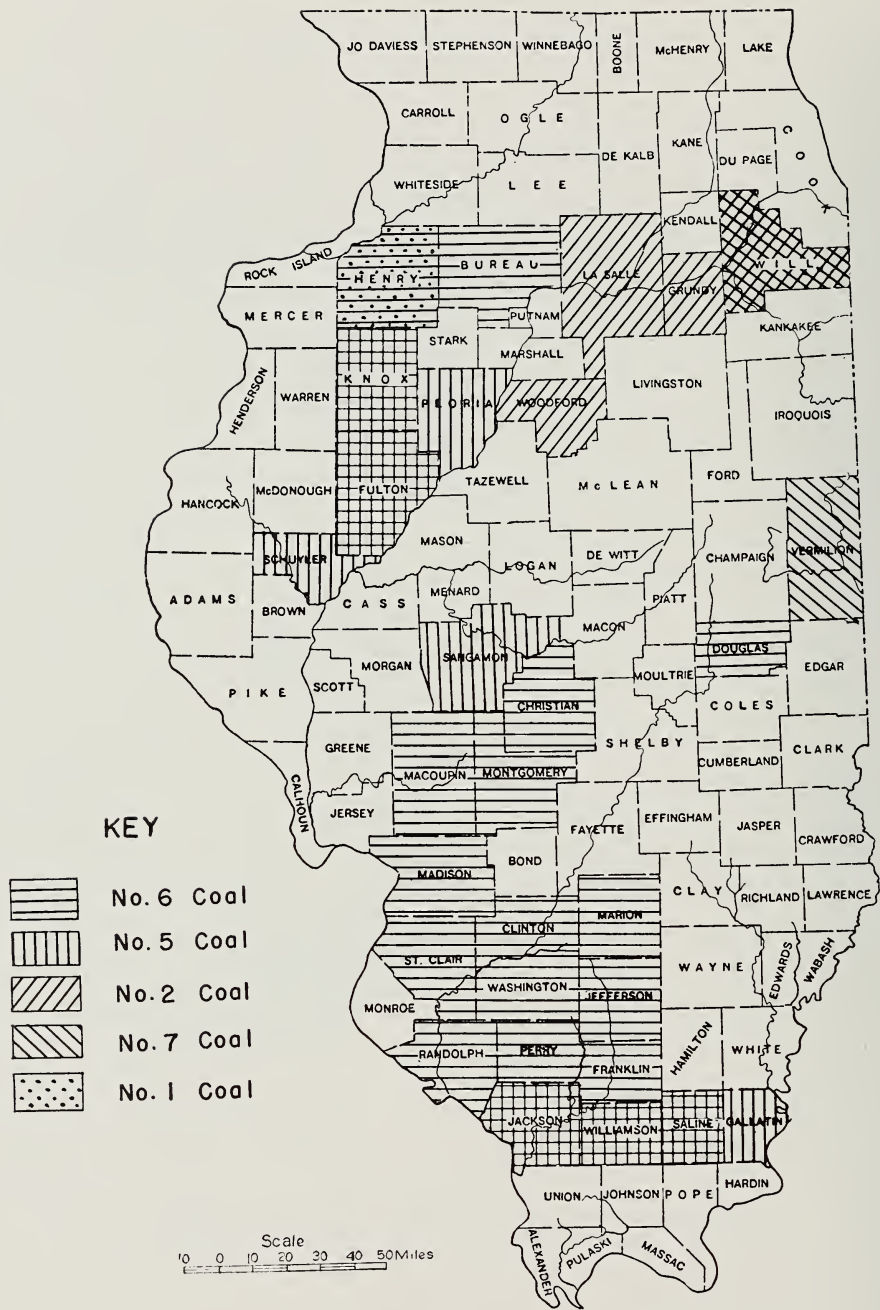 JO DAVIESS STEPHENSON WINNEBAGO BOONE McHENRY LAKE
CARROLL OGLE DE KALB KANE DU PAGE COOK
WHITESIDE LEE KENDALL
ROCK ISLAND HENRY BUREAU LA SALLE GRUNDY WILL
MERCER PUTNAM KANKAKEE
STARK MARSHALL
HENDERSON WARREN KNOX PEORIA WOODFORD LIVINGSTON IROQUOIS
HANCOCK McDONOUGH FULTON TAZEWELL McLEAN FORD
SCHUYLER MASON LOGAN DE WITT CHAMPAIGN VERMILION
ADAMS BROWN CASS MENARD MACON PIATT
PIKE SCOTT MORGAN SANGAMON MOULTRIE DOUGLAS EDGAR
CHRISTIAN COLES
GREENE SHELBY CUMBERLAND CLARK
CALHOUN JERSEY MACOUPIN MONTGOMERY
FAYETTE EFFINGHAM JASPER CRAWFORD
MADISON BOND CLAY RICHLAND LAWRENCE
CLINTON MARION
ST. CLAIR WAYNE EDWARDS WABASH
MONROE WASHINGTON JEFFERSON
RANDOLPH PERRY FRANKLIN HAMILTON WHITE
JACKSON WILLIAMSON SALINE GALLATIN
UNION JOHNSON POPE HARDIN
ALEXANDER PULASKI MASSAC
KEY
No. 6 Coal
No. 5 Coal
No. 2 Coal
No. 7 Coal
No. 1 Coal
Scale
10 0 10 20 30 40 50 Miles